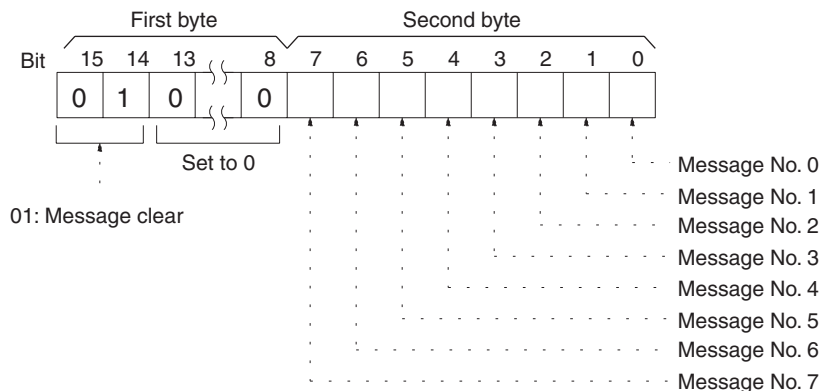 First byte Second byte
Bit 15 14 13 8 7 6 5 4 3 2 1 0
0 1 0 0
Set to 0
01: Message clear
Message No. 0
Message No. 1
Message No. 2
Message No. 3
Message No. 4
Message No. 5
Message No. 6
Message No. 7